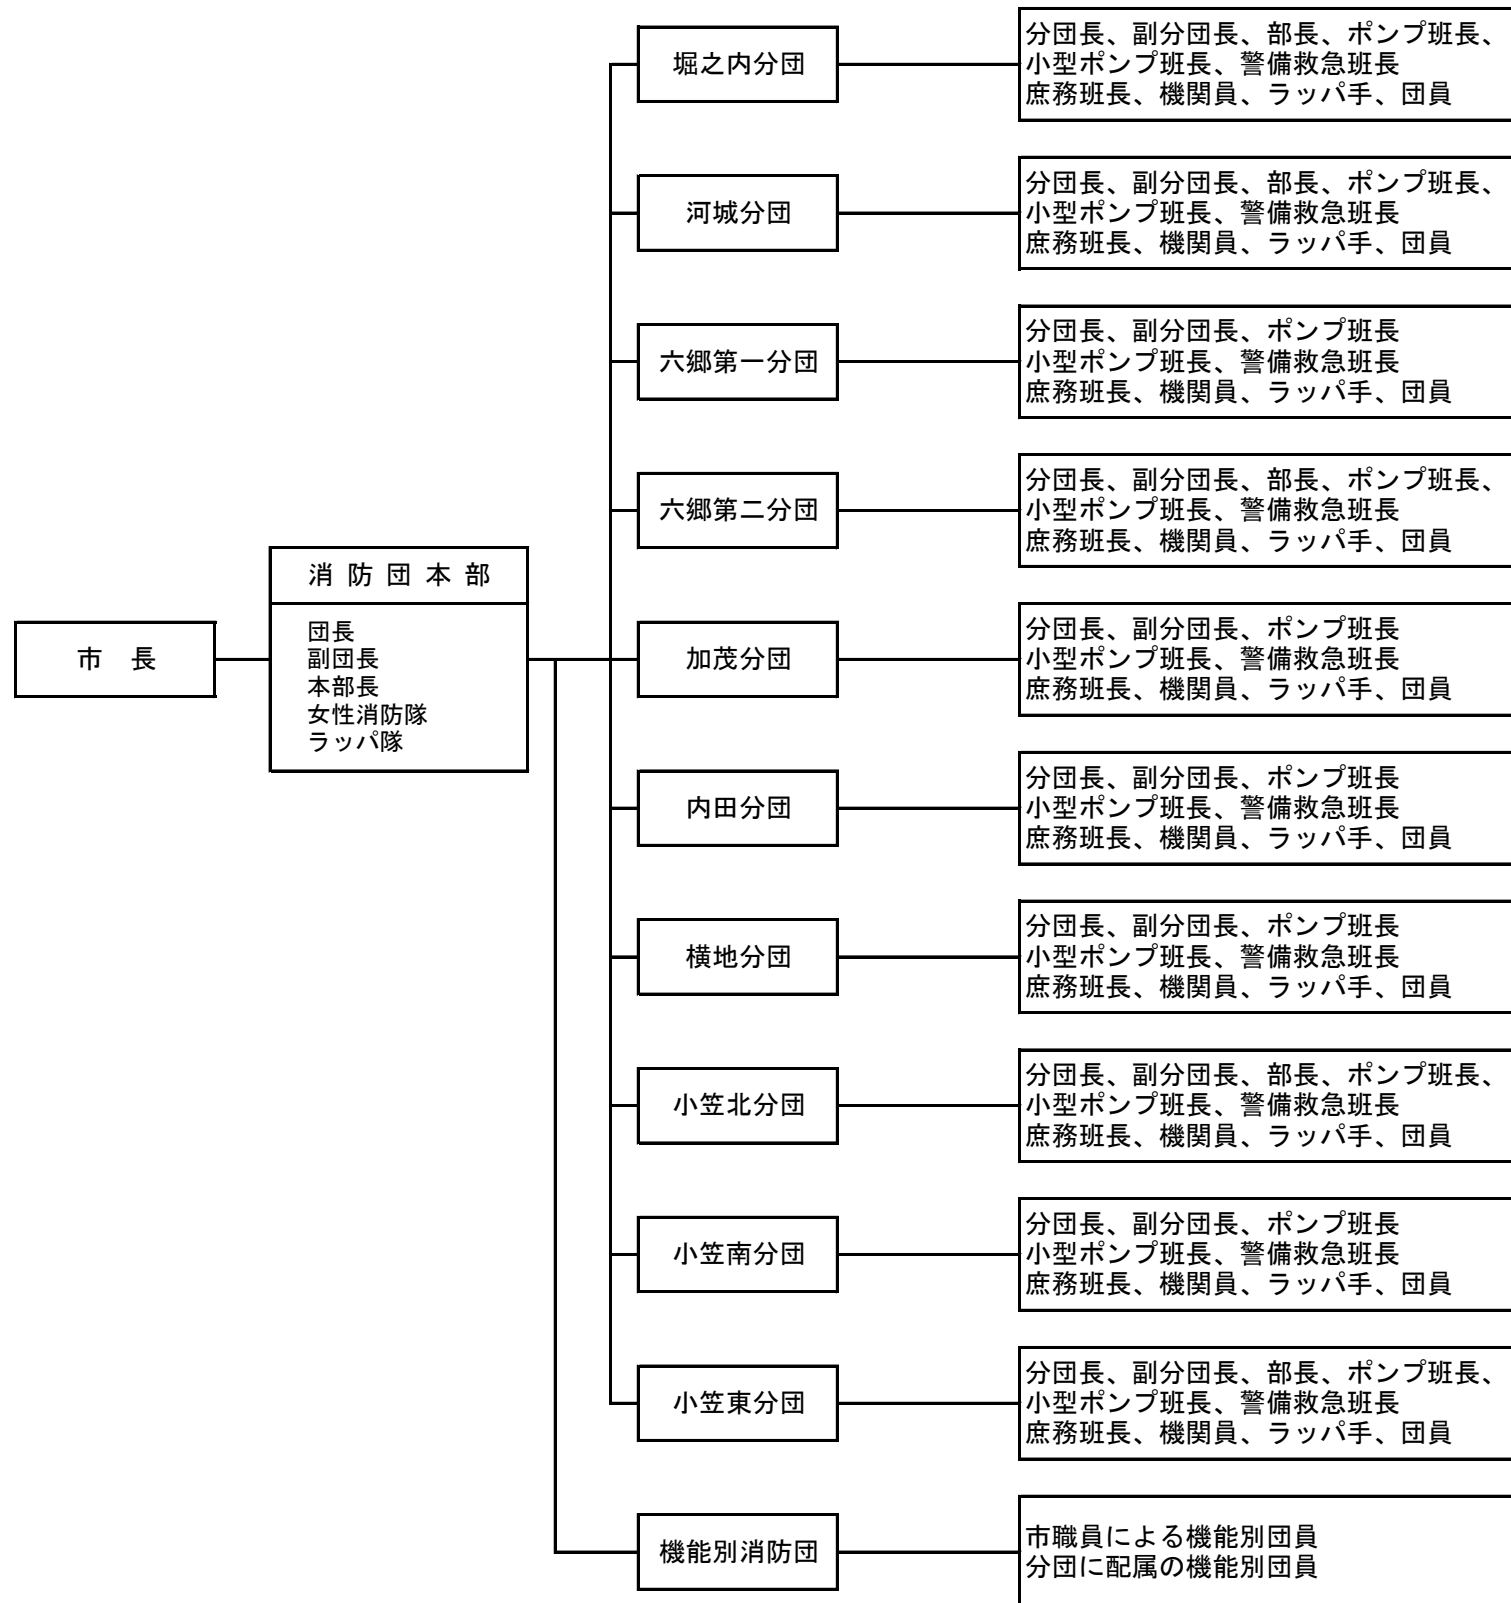 市　長
消 防 団 本 部
団長
副団長
本部長
女性消防隊
ラッパ隊
堀之内分団
分団長、副分団長、部長、ポンプ班長、
小型ポンプ班長、警備救急班長
庶務班長、機関員、ラッパ手、団員
河城分団
分団長、副分団長、部長、ポンプ班長、
小型ポンプ班長、警備救急班長
庶務班長、機関員、ラッパ手、団員
六郷第一分団
分団長、副分団長、ポンプ班長
小型ポンプ班長、警備救急班長
庶務班長、機関員、ラッパ手、団員
六郷第二分団
分団長、副分団長、部長、ポンプ班長、
小型ポンプ班長、警備救急班長
庶務班長、機関員、ラッパ手、団員
加茂分団
分団長、副分団長、ポンプ班長
小型ポンプ班長、警備救急班長
庶務班長、機関員、ラッパ手、団員
内田分団
分団長、副分団長、ポンプ班長
小型ポンプ班長、警備救急班長
庶務班長、機関員、ラッパ手、団員
横地分団
分団長、副分団長、ポンプ班長
小型ポンプ班長、警備救急班長
庶務班長、機関員、ラッパ手、団員
小笠北分団
分団長、副分団長、部長、ポンプ班長、
小型ポンプ班長、警備救急班長
庶務班長、機関員、ラッパ手、団員
小笠南分団
分団長、副分団長、ポンプ班長
小型ポンプ班長、警備救急班長
庶務班長、機関員、ラッパ手、団員
小笠東分団
分団長、副分団長、部長、ポンプ班長、
小型ポンプ班長、警備救急班長
庶務班長、機関員、ラッパ手、団員
機能別消防団
市職員による機能別団員
分団に配属の機能別団員